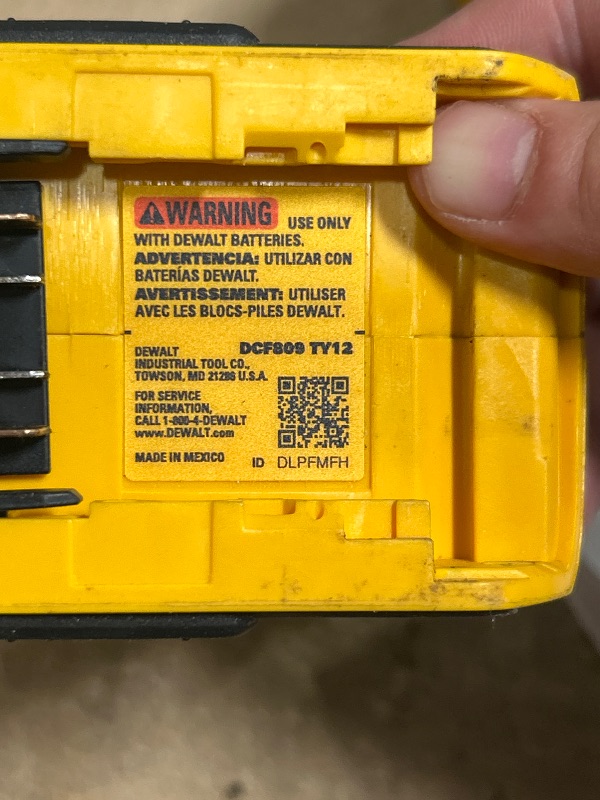 WARNING USE ONLY
WITH DEWALT BATTERIES.
ADVERTENCIA: UTILIZAR CON
BATERÍAS DEWALT.
AVERTISSEMENT: UTILISER
AVEC LES BLOCS-PILES DEWALT.
DEWALT DCF809 TY12
INDUSTRIAL TOOL CO.,
TOWSON, MD 21286 U.S.A.
FOR SERVICE
INFORMATION,
CALL 1-800-4-DEWALT
www.DEWALT.com
MADE IN MEXICO ID DLPFMFH